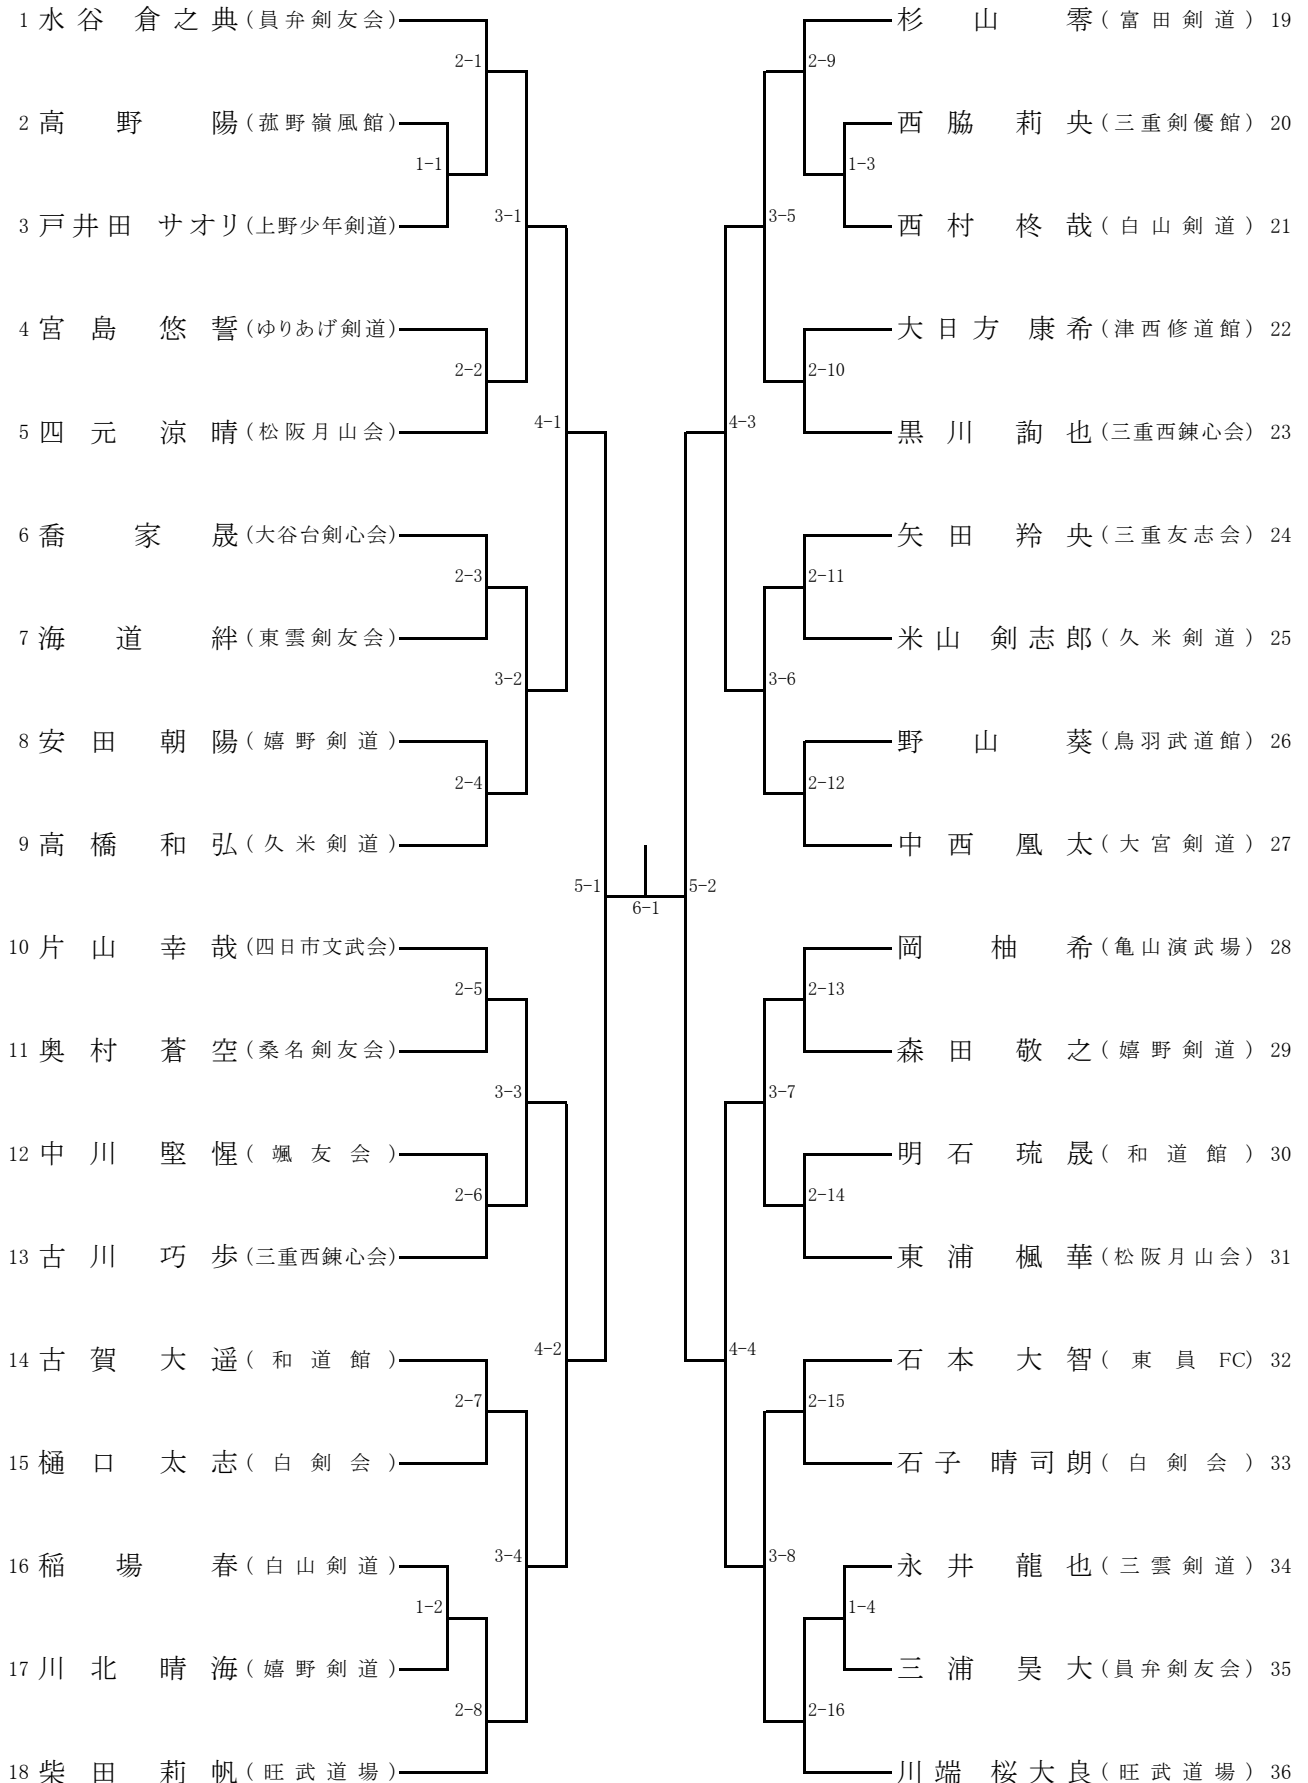 1 水谷 倉之典 (員弁剣友会)
2-1
2 高野 陽 (菰野嶺風館)
1-1
3 戸井田 サオリ (上野少年剣道)
3-1
4 宮島 悠誓 (ゆりあげ剣道)
2-2
5 四元 涼晴 (松阪月山会)
4-1
6 喬 家晟 (大谷台剣心会)
2-3
7 海道 絆 (東雲剣友会)
3-2
8 安田 朝陽 (嬉野剣道)
2-4
9 高橋 和弘 (久米剣道)
5-1
6-1
10 片山 幸哉 (四日市文武会)
2-5
11 奥村 蒼空 (桑名剣友会)
3-3
12 中川 堅惺 (颯友会)
2-6
13 古川 巧歩 (三重西錬心会)
4-2
14 古賀 大遥 (和道館)
2-7
15 樋口 太志 (白剣会)
3-4
16 稲場 春 (白山剣道)
1-2
17 川北 晴海 (嬉野剣道)
2-8
18 柴田 莉帆 (旺武道場)
杉山 零 (富田剣道) 19
2-9
西脇 莉央 (三重剣優館) 20
1-3
3-5
西村 柊哉 (白山剣道) 21
大日方 康希 (津西修道館) 22
2-10
4-3
黒川 詢也 (三重西錬心会) 23
矢田 羚央 (三重友志会) 24
2-11
米山 剣志郎 (久米剣道) 25
3-6
野山 葵 (鳥羽武道館) 26
2-12
中西 凰太 (大宮剣道) 27
5-2
岡 柚希 (亀山演武場) 28
2-13
森田 敬之 (嬉野剣道) 29
3-7
明石 琉晟 (和道館) 30
2-14
東浦 楓華 (松阪月山会) 31
4-4
石本 大智 (東員FC) 32
2-15
石子 晴司朗 (白剣会) 33
3-8
永井 龍也 (三雲剣道) 34
1-4
三浦 昊大 (員弁剣友会) 35
2-16
川端 桜大良 (旺武道場) 36